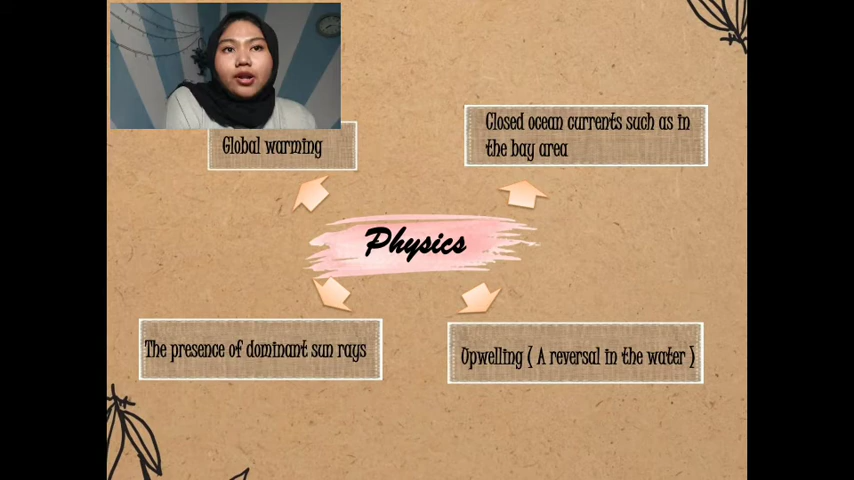 Global warming
Closed ocean currents such as in
the bay area
Physics
The presence of dominant sun rays
Upwelling ( A reversal in the water )